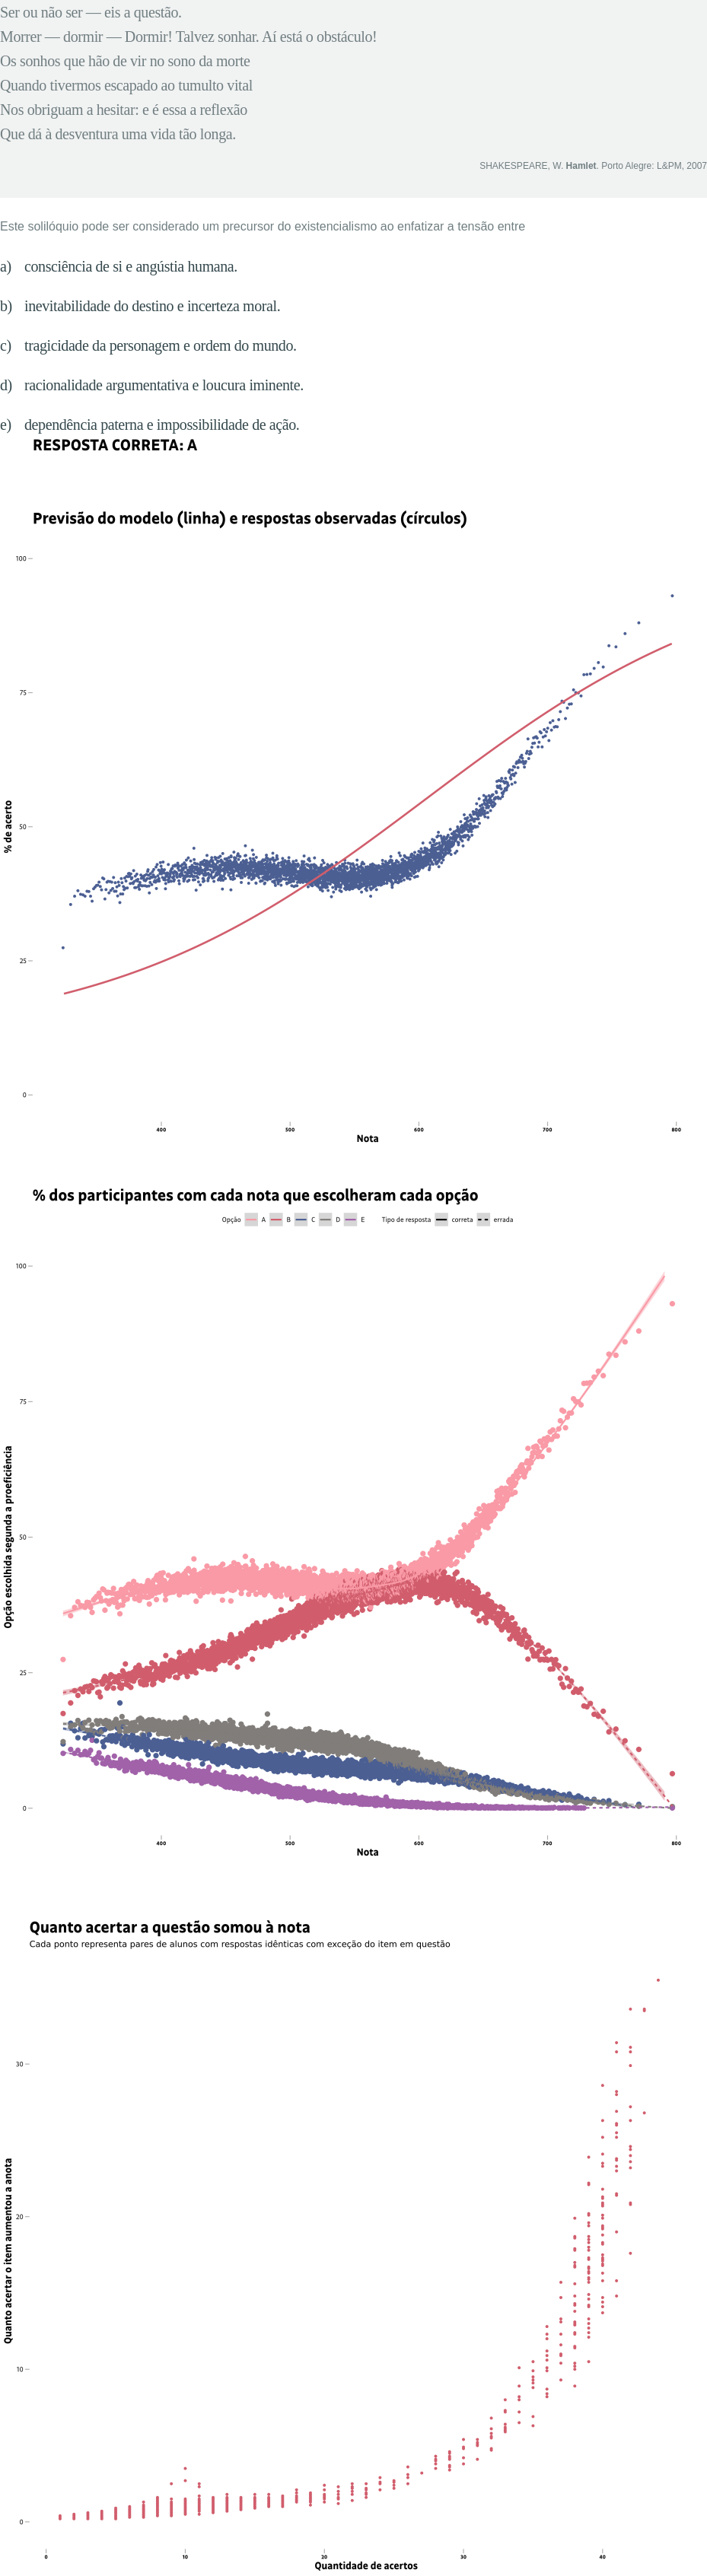 Ser ou não ser — eis a questão.
Morrer — dormir — Dormir! Talvez sonhar. Aí está o obstáculo!
Os sonhos que hão de vir no sono da morte
Quando tivermos escapado ao tumulto vital
Nos obrigam a hesitar: e é essa a reflexão
Que dá à desventura uma vida tão longa.
SHAKESPEARE, W. Hamlet. Porto Alegre: L&PM, 2007
Este solilóquio pode ser considerado um precursor do existencialismo ao enfatizar a tensão entre
a) consciência de si e angústia humana.
b) inevitabilidade do destino e incerteza moral.
c) tragicidade da personagem e ordem do mundo.
d) racionalidade argumentativa e loucura iminente.
e) dependência paterna e impossibilidade de ação.
RESPOSTA CORRETA: A
Previsão do modelo (linha) e respostas observadas (círculos)
100
75
50
25
0
% de acerto
400 500 600 700 800
Nota
% dos participantes com cada nota que escolheram cada opção
Opção A B C D E Tipo de resposta correta errada
100
75
50
25
0
Opção escolhida segunda a proeficiência
400 500 600 700 800
Nota
Quanto acertar a questão somou à nota
Cada ponto representa pares de alunos com respostas idênticas com exceção do item em questão
30
20
10
0
Quanto acertar o item aumentou a anota
0 10 20 30 40
Quantidade de acertos